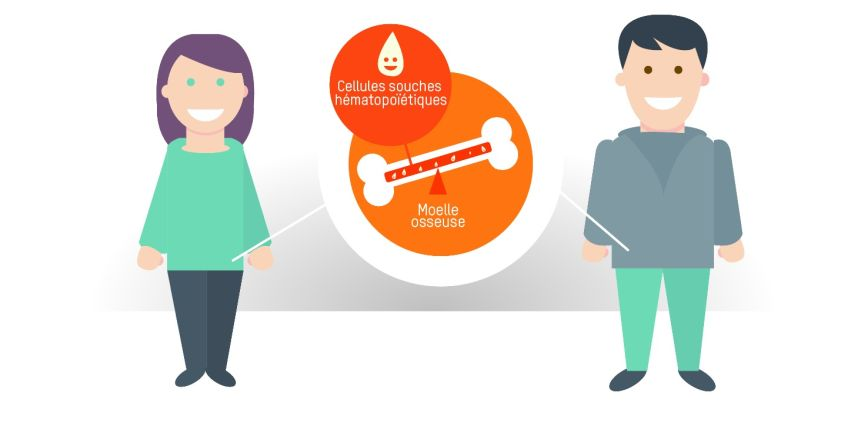 Cellules souches
hématopoïétiques
Moelle
osseuse